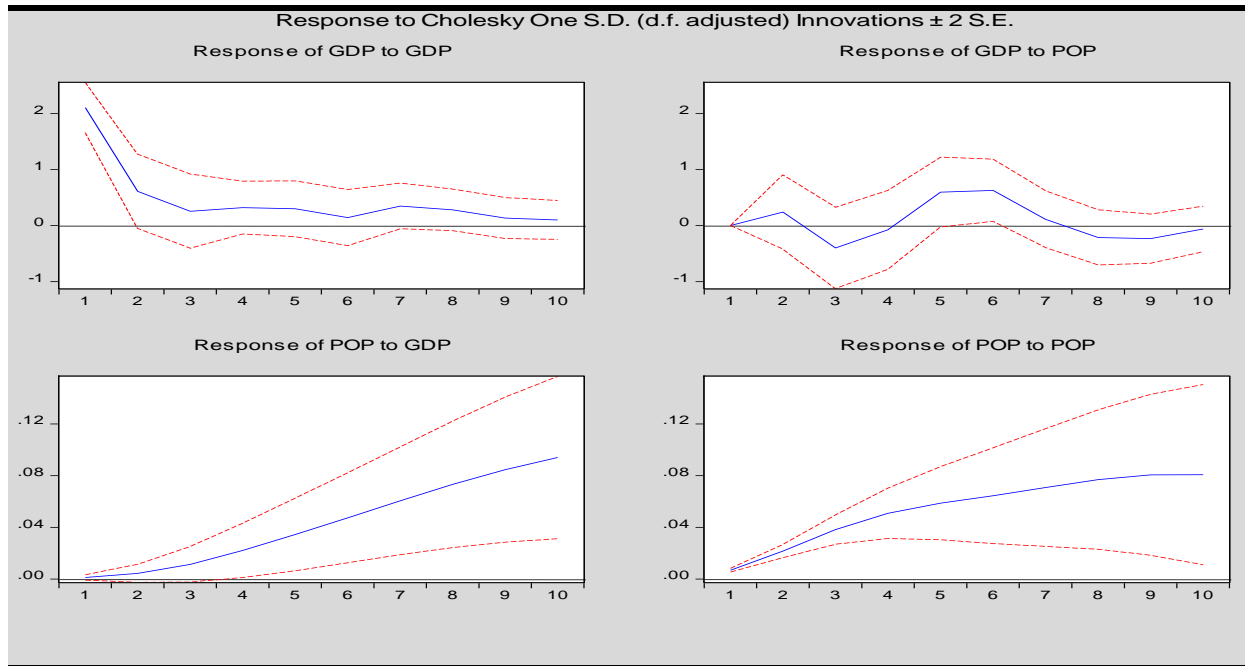 Response to Cholesky One S.D. (d.f. adjusted) Innovations ± 2 S.E.
Response of GDP to GDP
2
1
0
-1
1 2 3 4 5 6 7 8 9 10
Response of GDP to POP
2
1
0
-1
1 2 3 4 5 6 7 8 9 10
Response of POP to GDP
.12
.08
.04
.00
1 2 3 4 5 6 7 8 9 10
Response of POP to POP
.12
.08
.04
.00
1 2 3 4 5 6 7 8 9 10